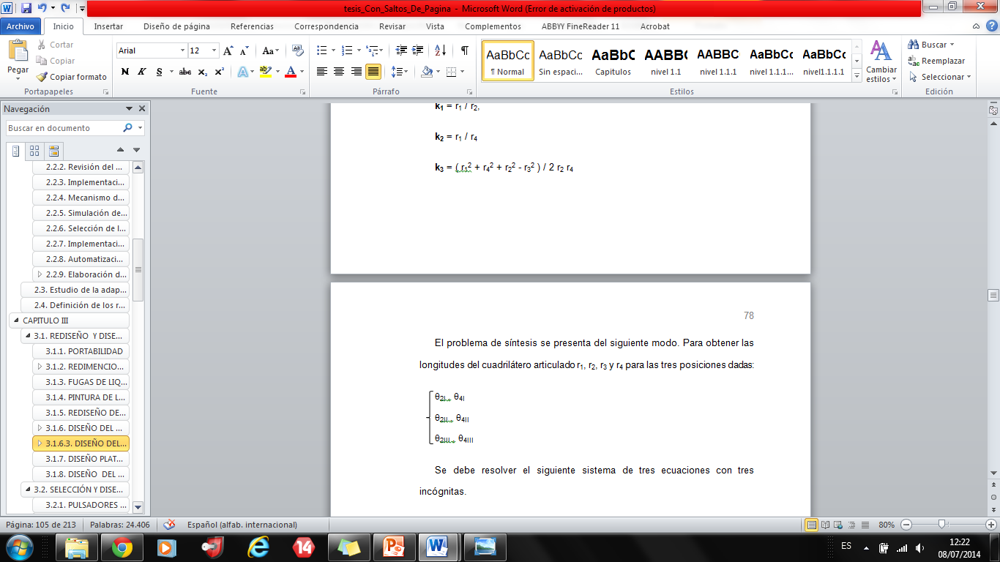 tesis_Con_Saltos_De_Pagina - Microsoft Word (Error de activación de productos)
Archivo Inicio Insertar Diseño de página Referencias Correspondencia Revisar Vista Complementos ABBYY FineReader 11 Acrobat
Pegar
Cortar
Copiar
Copiar formato
Portapapeles
Arial 12
N K S abc x₂ x²
Fuente
Párrafo
AaBbCc AaBbCc AaBbC AABBC AABBC AaBbCc AaBbCc
¶ Normal Sin espaci... Capitulos nivel 1.1 nivel 1.1.1 nivel 1.1.1... nivel1.1.1.1
Cambiar estilos
Estilos
Buscar
Reemplazar
Seleccionar
Edición
Navegación
Buscar en documento
2.2.2. Revisión del ...
2.2.3. Implementaci...
2.2.4. Mecanismo d...
2.2.5. Simulación de...
2.2.6. Selección de l...
2.2.7. Implementaci...
2.2.8. Automatizaci...
2.2.9. Elaboración d...
2.3. Estudio de la adap...
2.4. Definición de los r...
CAPITULO III
3.1. REDISEÑO Y DISE...
3.1.1. PORTABILIDAD
3.1.2. REDIMENCIO...
3.1.3. FUGAS DE LIQ...
3.1.4. PINTURA DE L...
3.1.5. REDISEÑO DE...
3.1.6. DISEÑO DEL ...
3.1.6.3. DISEÑO DEL...
3.1.7. DISEÑO PLAT...
3.1.8. DISEÑO DEL ...
3.2. SELECCIÓN Y DISE...
3.2.1. PULSADORES ...
k₁ = r₁ / r₂,
k₂ = r₁ / r₄
k₃ = ( r₁² + r₄² + r₂² - r₃² ) / 2 r₂ r₄
78
El problema de síntesis se presenta del siguiente modo. Para obtener las
longitudes del cuadrilátero articulado r₁, r₂, r₃ y r₄ para las tres posiciones dadas:
θ2I, θ4I
θ2II, θ4II
θ2III, θ4III
Se debe resolver el siguiente sistema de tres ecuaciones con tres
incógnitas.
Página: 105 de 213 Palabras: 24.406 Español (alfab. internacional) 80%
14
ES
12:22
08/07/2014